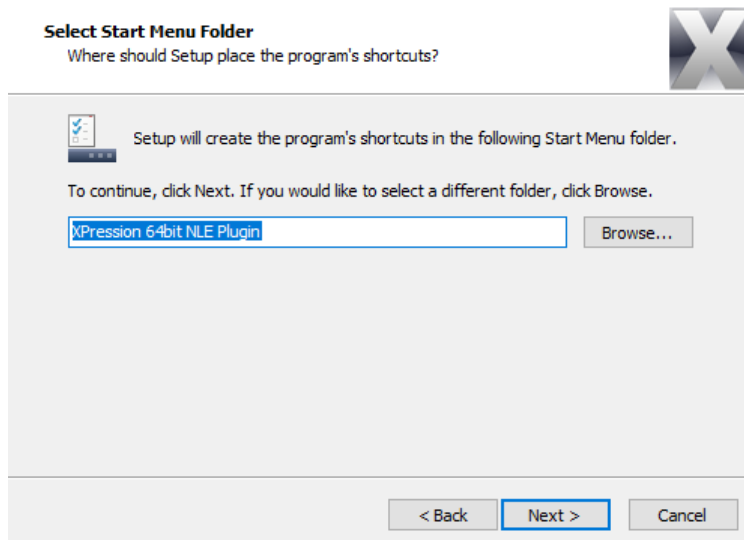 Select Start Menu Folder
Where should Setup place the program's shortcuts?
X
Setup will create the program's shortcuts in the following Start Menu folder.
To continue, click Next. If you would like to select a different folder, click Browse.
XPression 64bit NLE Plugin
Browse...
< Back
Next >
Cancel